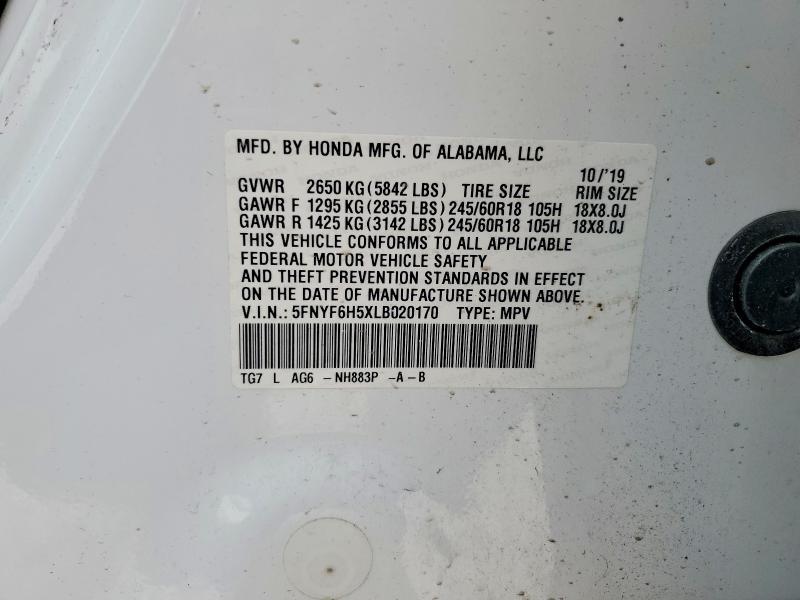 MFD. BY HONDA MFG. OF ALABAMA, LLC
10/'19
GVWR 2650 KG (5842 LBS) TIRE SIZE RIM SIZE
GAWR F 1295 KG (2855 LBS) 245/60R18 105H 18X8.0J
GAWR R 1425 KG (3142 LBS) 245/60R18 105H 18X8.0J
THIS VEHICLE CONFORMS TO ALL APPLICABLE
FEDERAL MOTOR VEHICLE SAFETY
AND THEFT PREVENTION STANDARDS IN EFFECT
ON THE DATE OF MANUFACTURE SHOWN ABOVE.
V.I.N.: 5FNYF6H5XLB020170 TYPE: MPV
TG7 L AG6 - NH883P -A-B